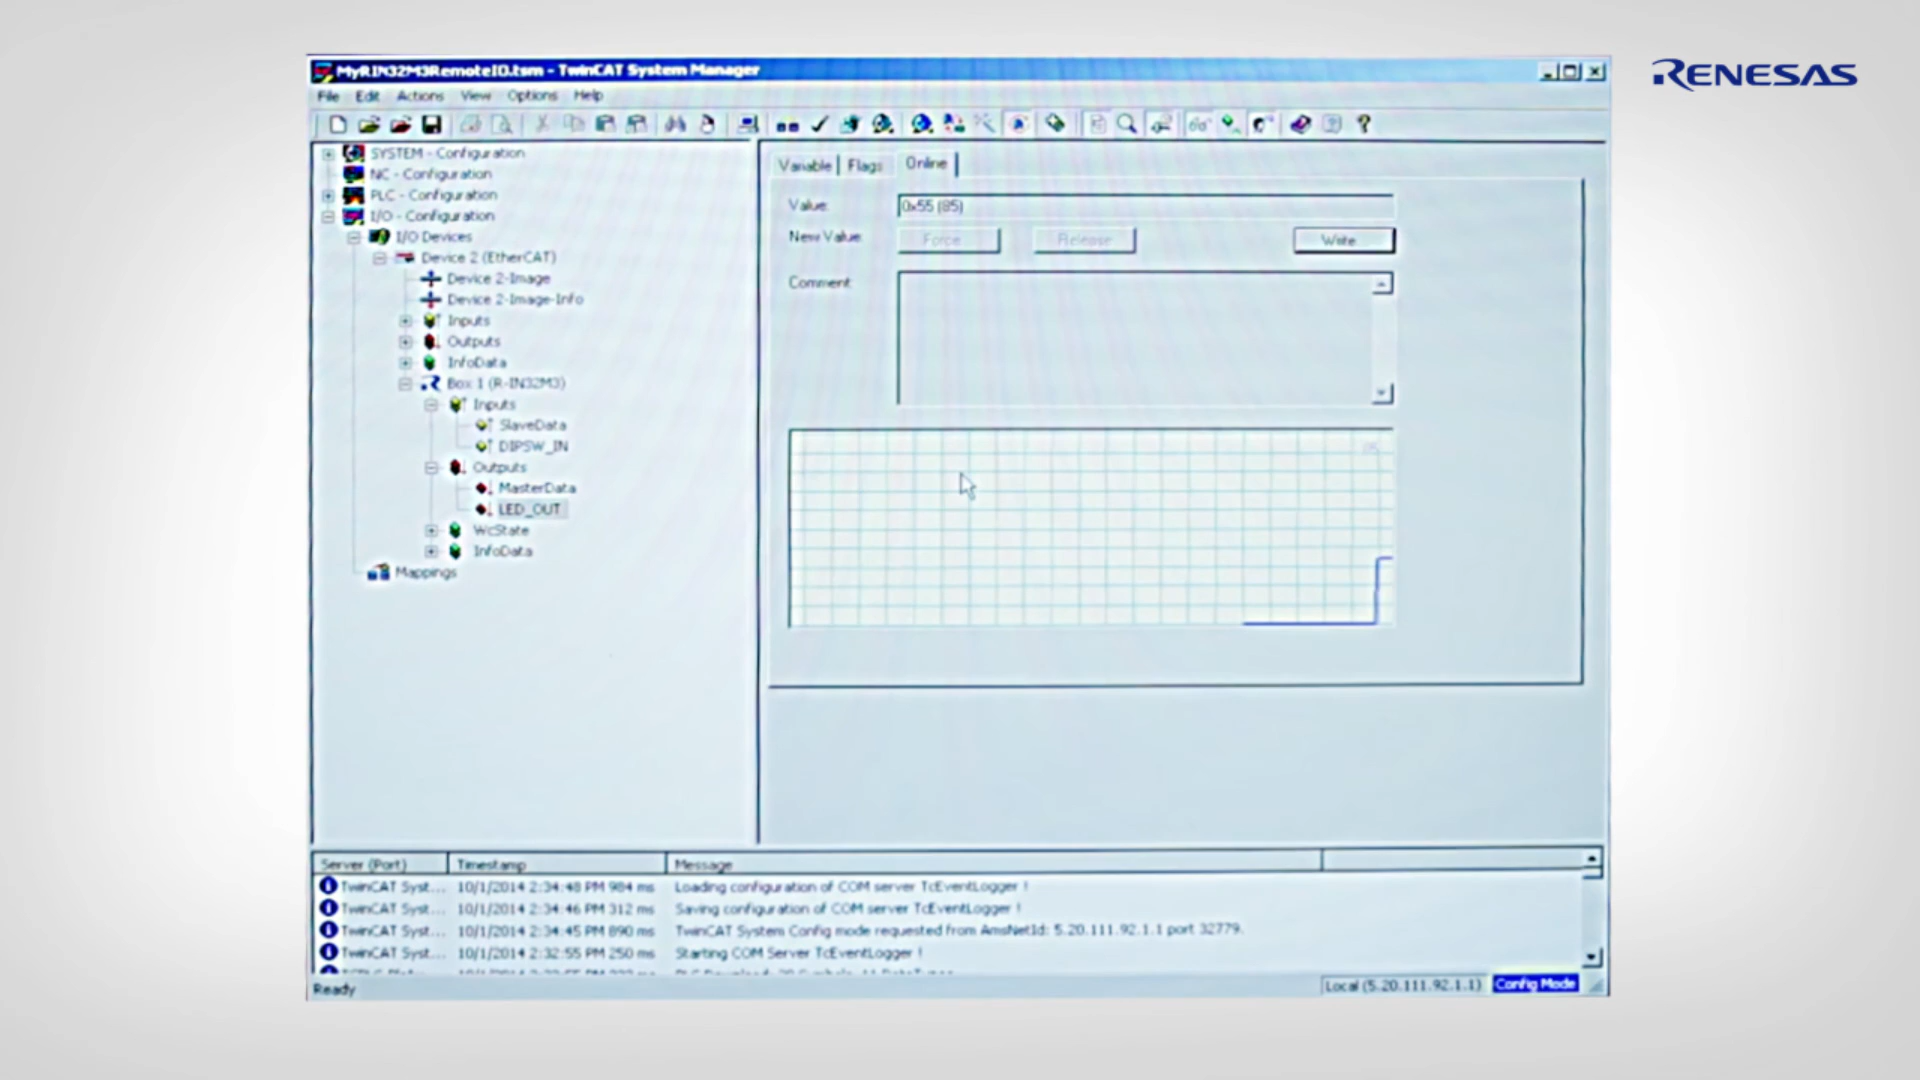 RENESAS
MyRIN32M3RemoteIO.tsm - TwinCAT System Manager
File Edit Actions View Options Help
SYSTEM - Configuration
NC - Configuration
PLC - Configuration
I/O - Configuration
I/O Devices
Device 2 (EtherCAT)
Device 2-Image
Device 2-Image-Info
Inputs
Outputs
InfoData
Box 1 (R-IN32M3)
Inputs
SlaveData
DIPSW_IN
Outputs
MasterData
LED_OUT
WcState
InfoData
Mappings
Variable Flags Online
Value: 0x55 (85)
New Value: Force... Release Write...
Comment:
85
Server (Port) Timestamp Message
TwinCAT Syst... 10/1/2014 2:34:48 PM 984 ms Loading configuration of COM server TcEventLogger !
TwinCAT Syst... 10/1/2014 2:34:46 PM 312 ms Saving configuration of COM server TcEventLogger !
TwinCAT Syst... 10/1/2014 2:34:45 PM 890 ms TwinCAT System Config mode requested from AmsNetId: 5.20.111.92.1.1 port 32779.
TwinCAT Syst... 10/1/2014 2:32:55 PM 250 ms Starting COM Server TcEventLogger !
Ready Local (5.20.111.92.1.1) Config Mode